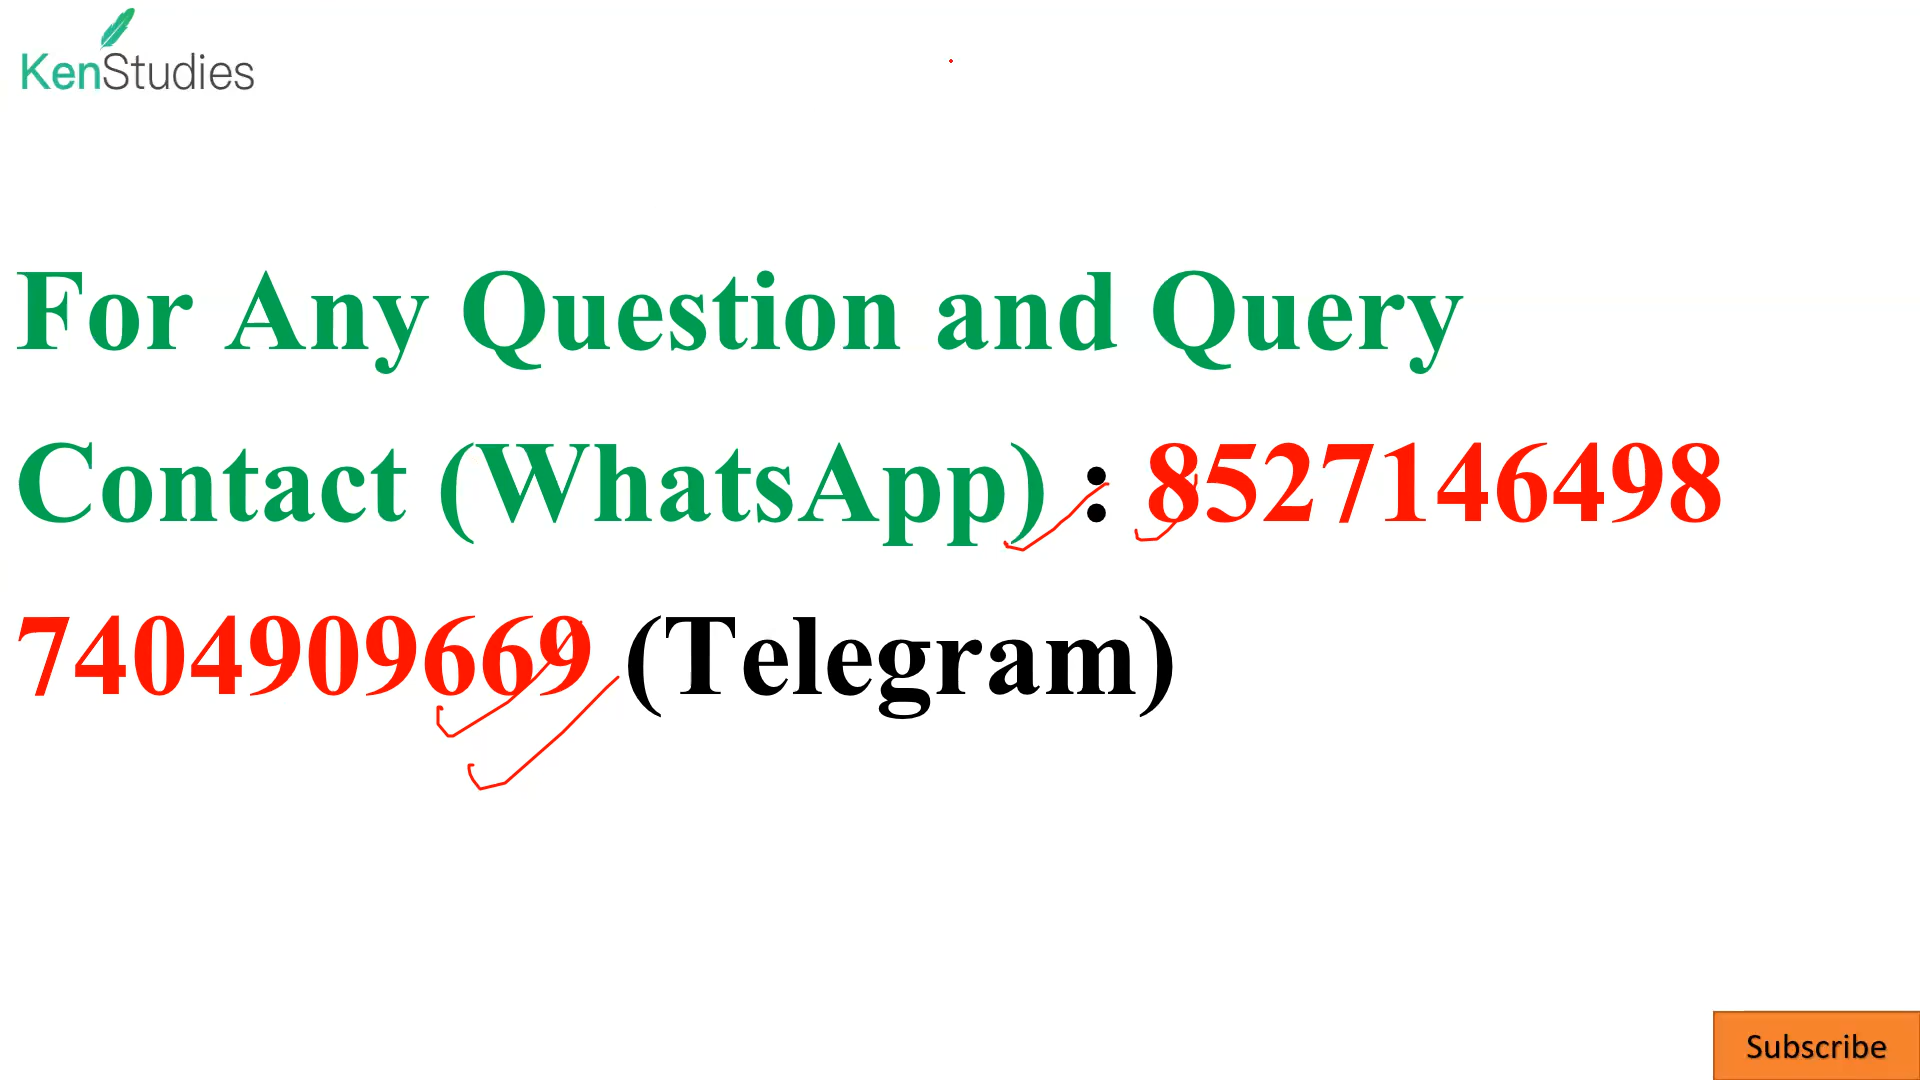 KenStudies
For Any Question and Query
Contact (WhatsApp) : 8527146498
7404909669 (Telegram)
Subscribe